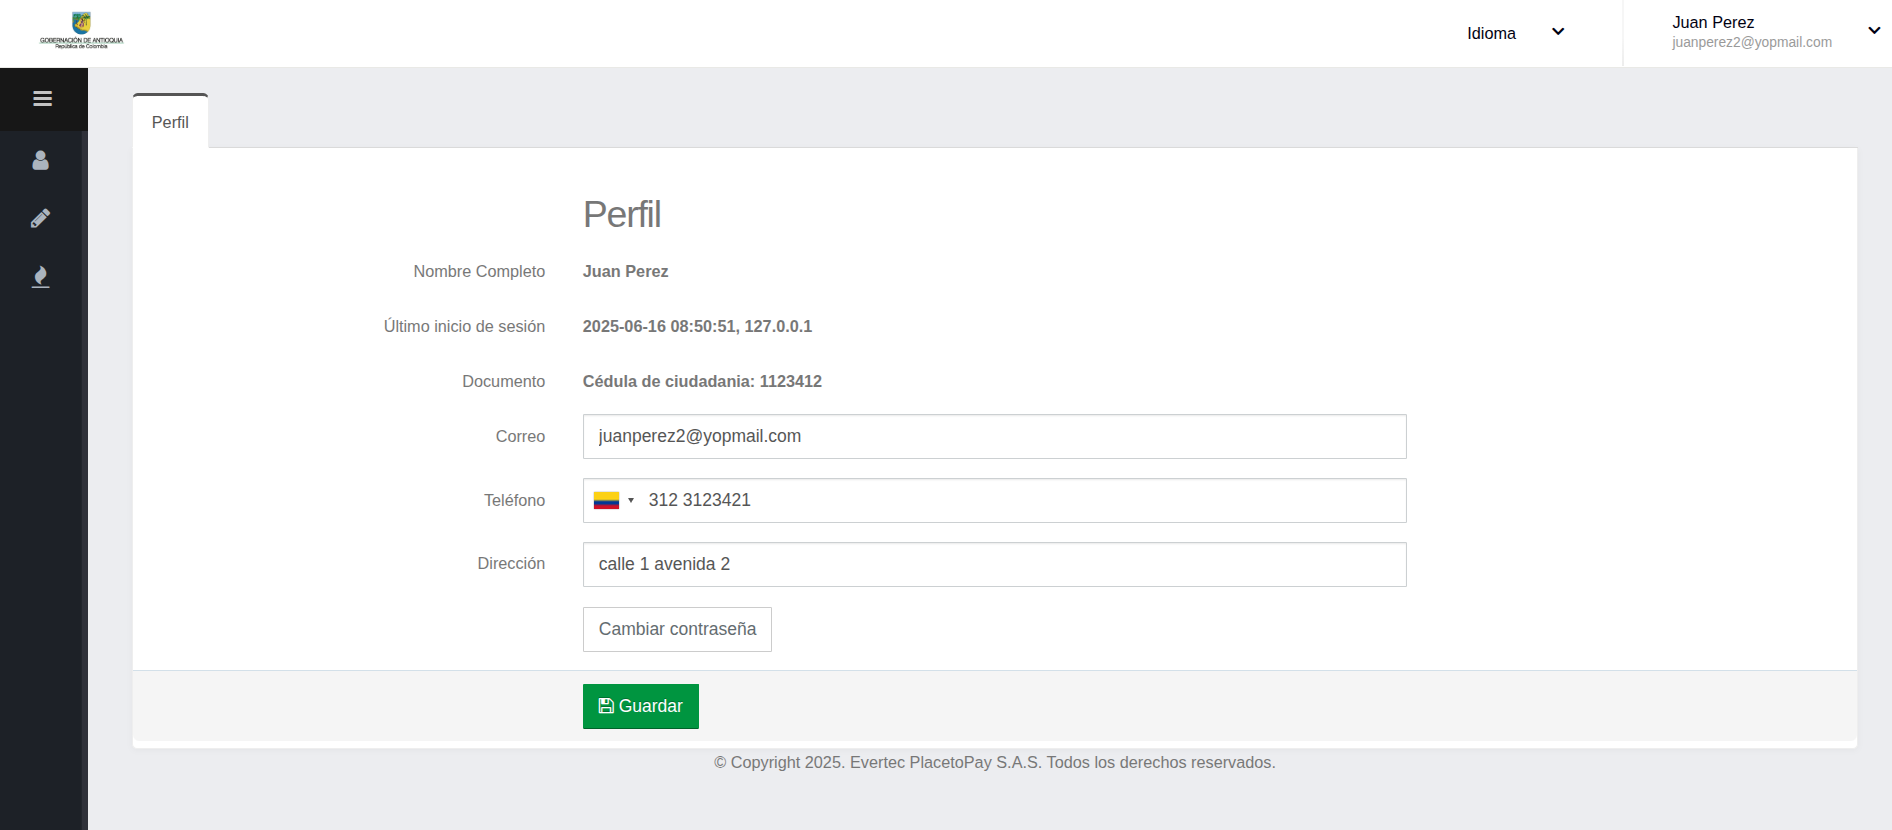 GOBERNACIÓN DE ANTIOQUIA
República de Colombia
Idioma
Juan Perez
juanperez2@yopmail.com
Perfil
Perfil
Nombre Completo Juan Perez
Último inicio de sesión 2025-06-16 08:50:51, 127.0.0.1
Documento Cédula de ciudadania: 1123412
Correo juanperez2@yopmail.com
Teléfono 312 3123421
Dirección calle 1 avenida 2
Cambiar contraseña
Guardar
© Copyright 2025. Evertec PlacetoPay S.A.S. Todos los derechos reservados.